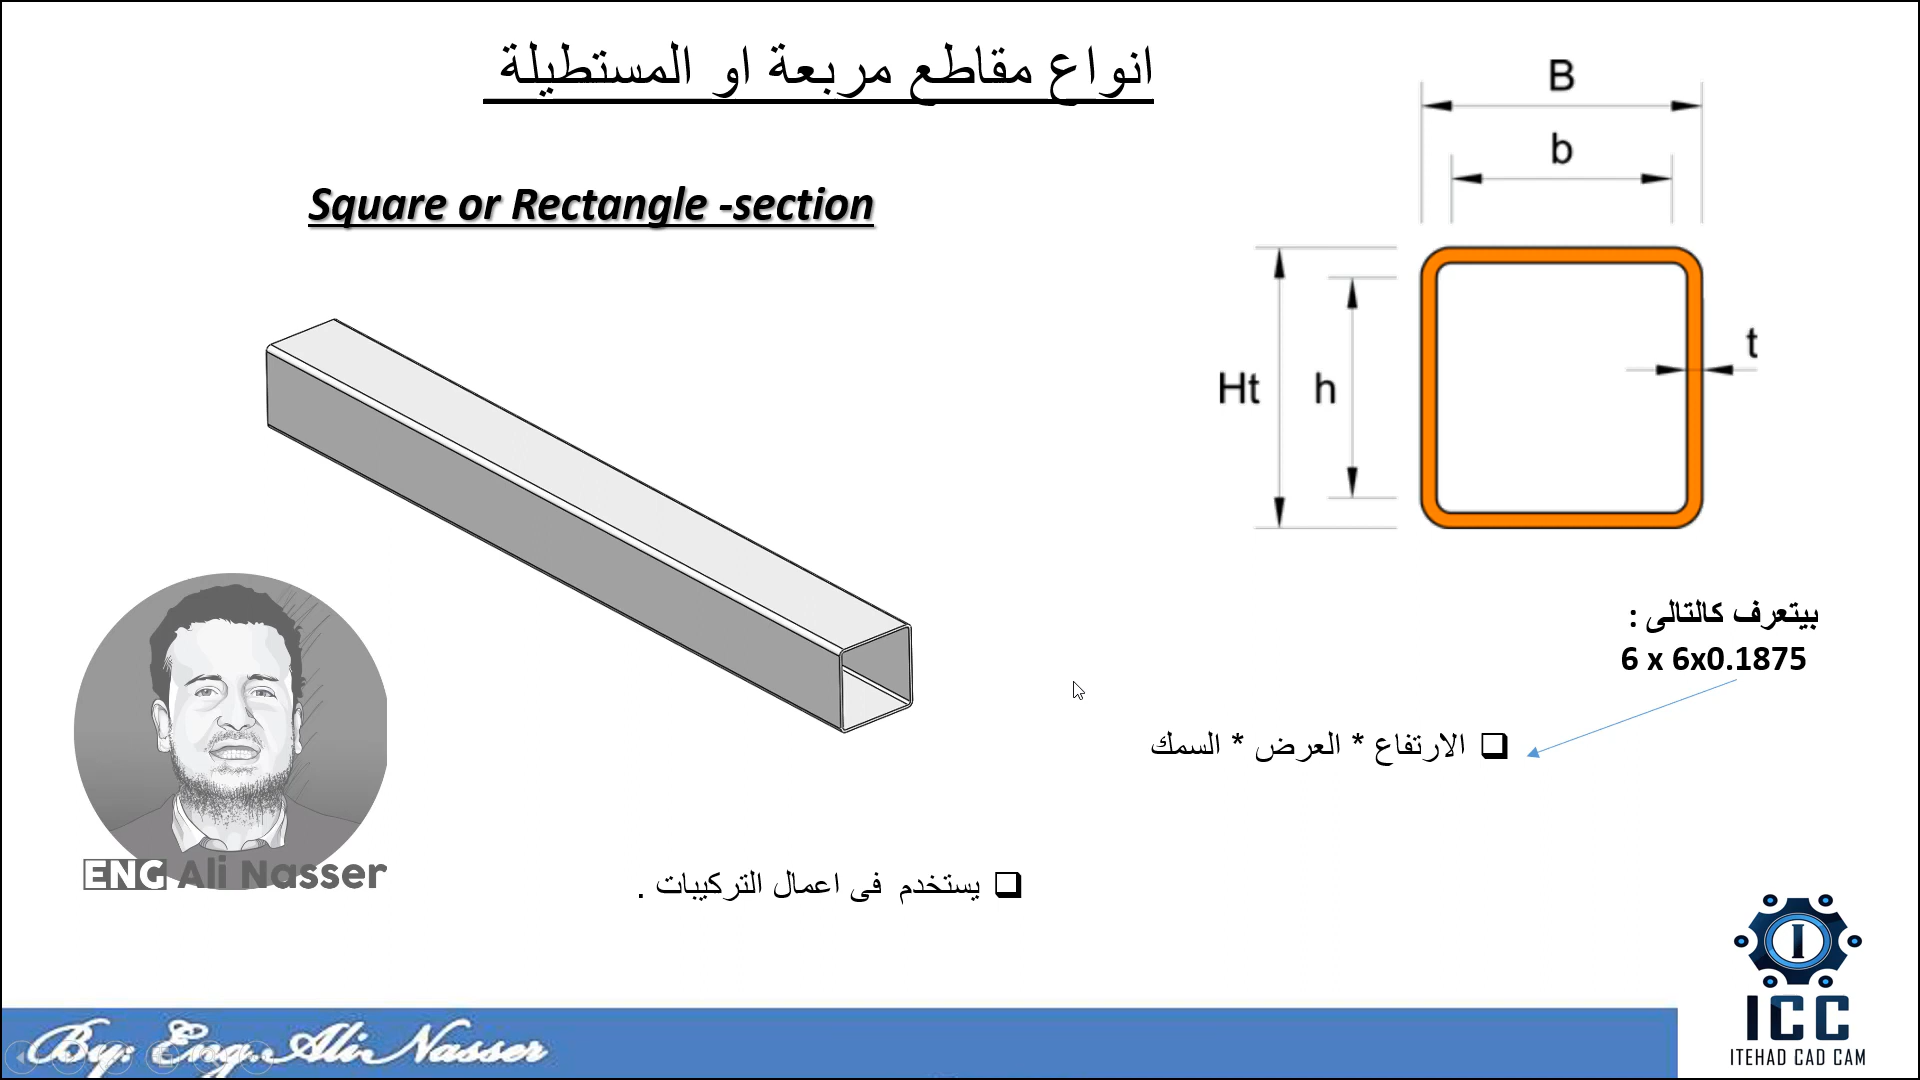 انواع مقاطع مربعة او المستطيلة
Square or Rectangle -section
B
b
Ht
h
t
بيتعرف كالتالى :
6 x 6x0.1875
الارتفاع * العرض * السمك
يستخدم فى اعمال التركيبات .
ENG Ali Nasser
By: Eng. Ali Nasser
I
ICC
ITEHAD CAD CAM